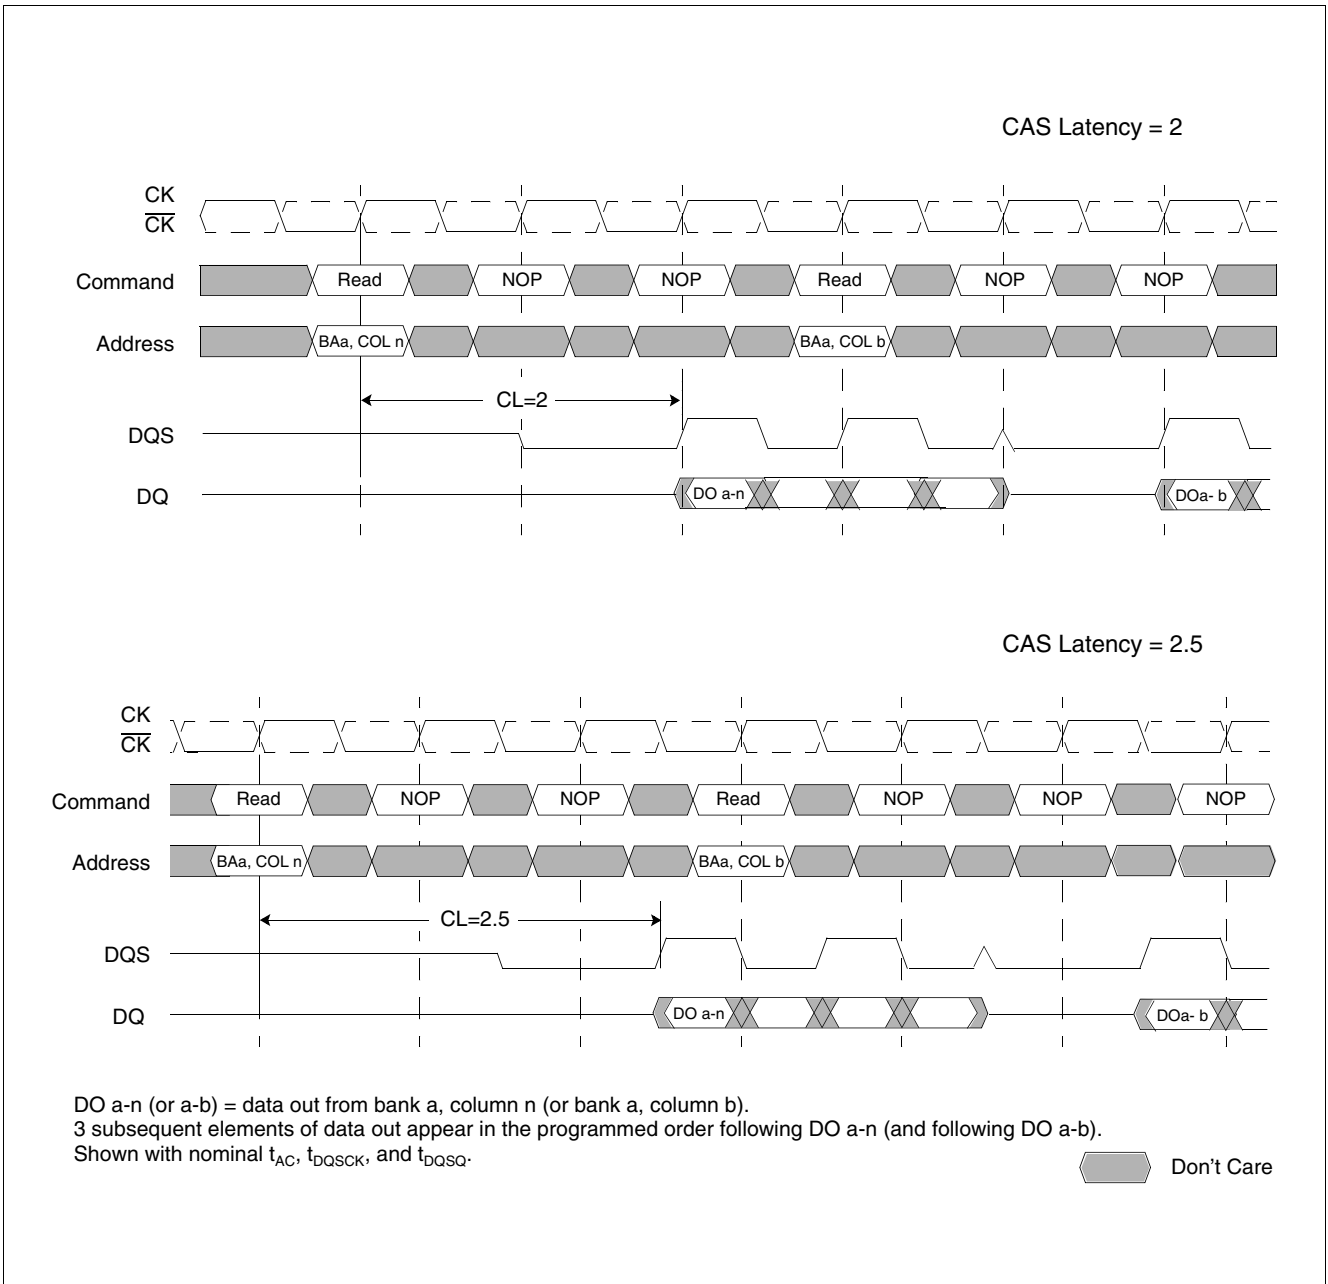 CAS Latency = 2
CK
CK
Command Read NOP NOP Read NOP NOP
Address BAa, COL n BAa, COL b
CL=2
DQS
DQ DO a-n DOa- b
CAS Latency = 2.5
CK
CK
Command Read NOP NOP Read NOP NOP NOP
Address BAa, COL n BAa, COL b
CL=2.5
DQS
DQ DO a-n DOa- b
DO a-n (or a-b) = data out from bank a, column n (or bank a, column b).
3 subsequent elements of data out appear in the programmed order following DO a-n (and following DO a-b).
Shown with nominal tAC, tDQSCK, and tDQSQ.
Don't Care